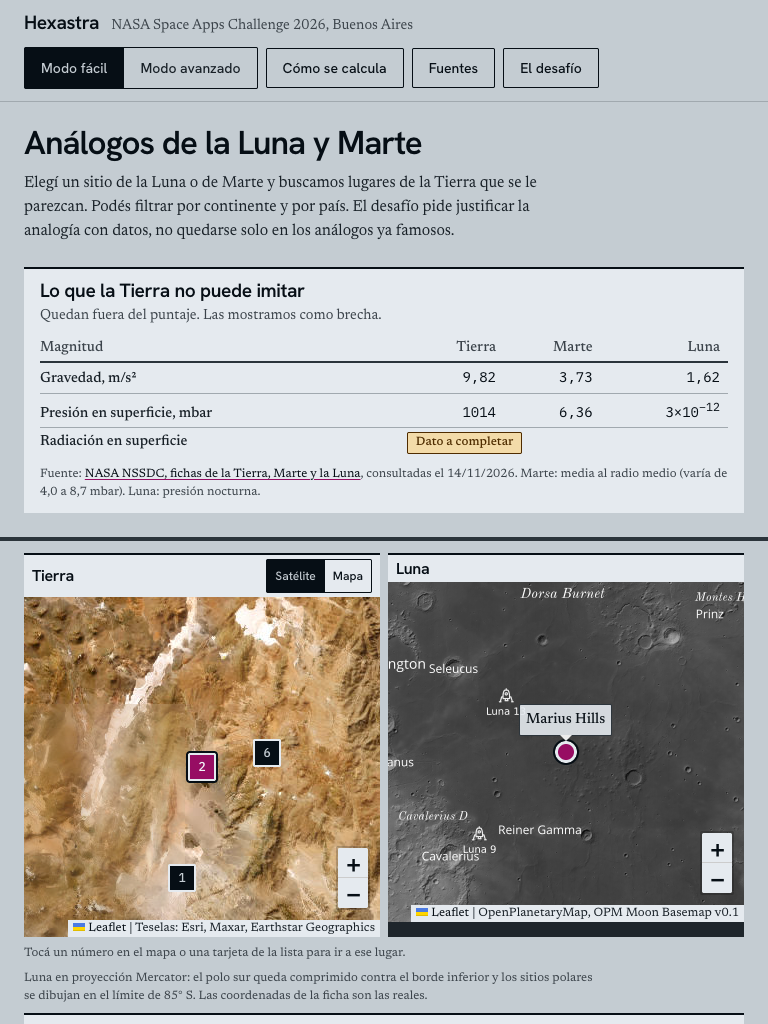 Hexastra NASA Space Apps Challenge 2026, Buenos Aires
Modo fácil Modo avanzado Cómo se calcula Fuentes El desafío
Análogos de la Luna y Marte
Elegí un sitio de la Luna o de Marte y buscamos lugares de la Tierra que se le
parezcan. Podés filtrar por continente y por país. El desafío pide justificar la
analogía con datos, no quedarse solo en los análogos ya famosos.
Lo que la Tierra no puede imitar
Quedan fuera del puntaje. Las mostramos como brecha.
Magnitud Tierra Marte Luna
Gravedad, m/s² 9,82 3,73 1,62
Presión en superficie, mbar 1014 6,36 3×10⁻¹²
Radiación en superficie Dato a completar
Fuente: NASA NSSDC, fichas de la Tierra, Marte y la Luna, consultadas el 14/11/2026. Marte: media al radio medio (varía de
4,0 a 8,7 mbar). Luna: presión nocturna.
Tierra Satélite Mapa
2
6
1
+
−
Leaflet | Teselas: Esri, Maxar, Earthstar Geographics
Luna
Dorsa Burnet
Montes H
Prinz
ngton Seleucus
Luna 1
Marius Hills
anus
Cavalerius D
Reiner Gamma
Luna 9
Cavalerius
+
−
Leaflet | OpenPlanetaryMap, OPM Moon Basemap v0.1
Tocá un número en el mapa o una tarjeta de la lista para ir a ese lugar.
Luna en proyección Mercator: el polo sur queda comprimido contra el borde inferior y los sitios polares
se dibujan en el límite de 85° S. Las coordenadas de la ficha son las reales.